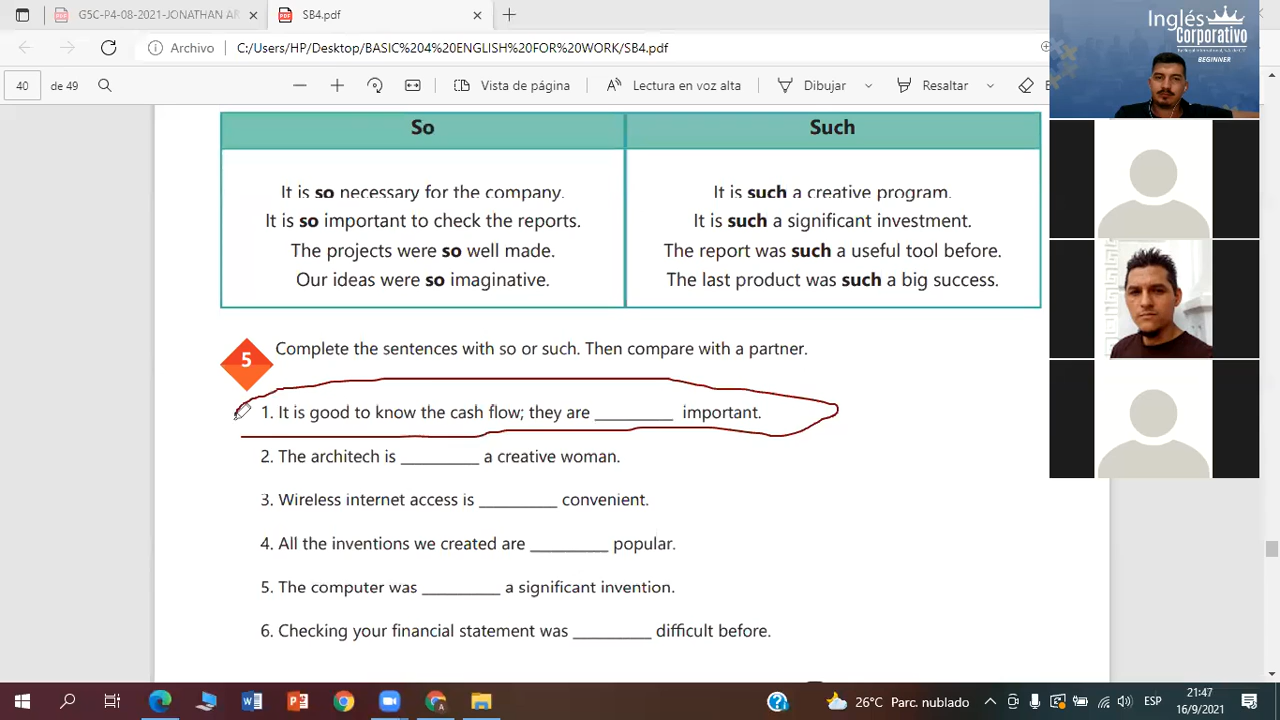 G5C-P4-08-2021-JONATHAN AR
SB4.pdf
Archivo
C:/Users/HP/Desktop/BASIC%204%20ENGLISH%20FOR%20WORK/SB4.pdf
40
de 49
Vista de página
Lectura en voz alta
Dibujar
Resaltar
Inglés
Corporativo
BEGINNER
So
Such
It is so necessary for the company.
It is such a creative program.
It is so important to check the reports.
It is such a significant investment.
The projects were so well made.
The report was such a useful tool before.
Our ideas were so imaginative.
The last product was such a big success.
5
Complete the sentences with so or such. Then compare with a partner.
1. It is good to know the cash flow; they are _________ important.
2. The architech is _________ a creative woman.
3. Wireless internet access is _________ convenient.
4. All the inventions we created are _________ popular.
5. The computer was _________ a significant invention.
6. Checking your financial statement was _________ difficult before.
26°C Parc. nublado
ESP
21:47
16/9/2021